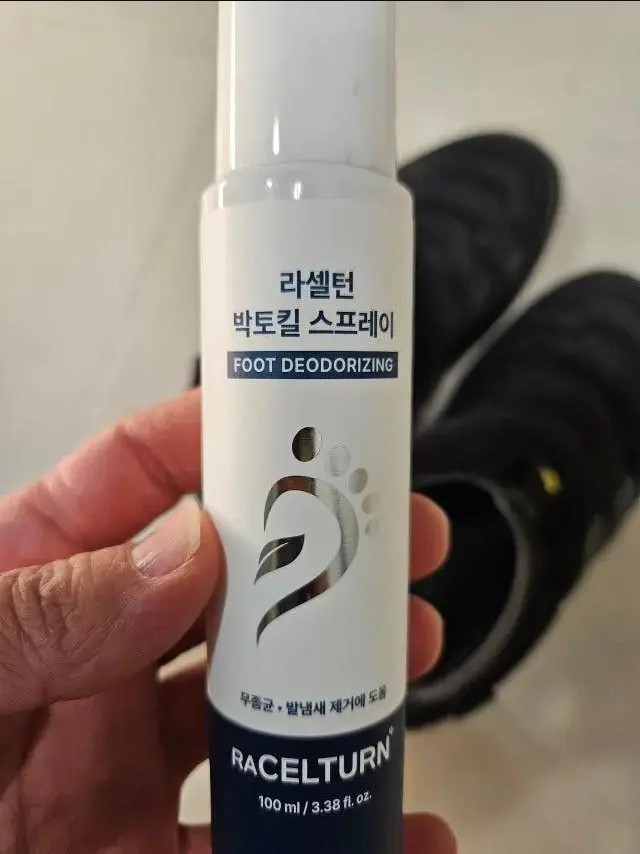 라셀턴
박토킬 스프레이
FOOT DEODORIZING
무좀균 • 발냄새 제거에 도움
RACELTURN®
100 ml / 3.38 fl. oz.